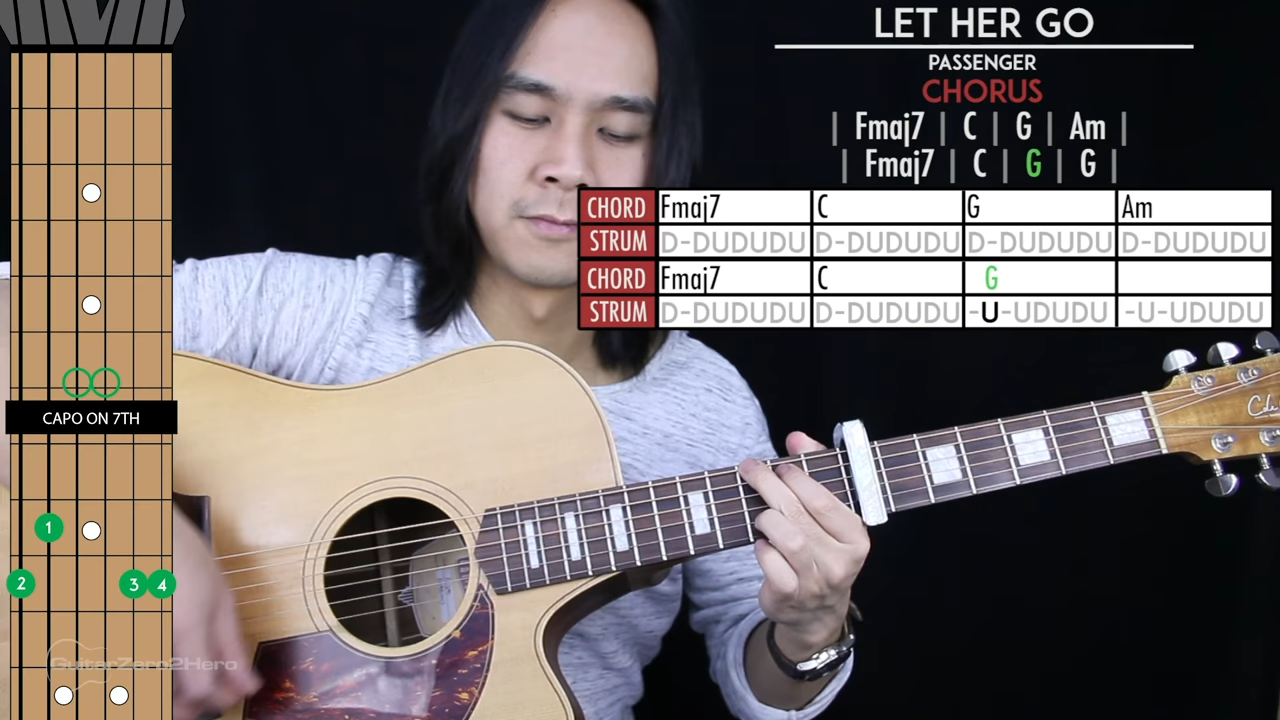 LET HER GO
PASSENGER
CHORUS
| Fmaj7 | C | G | Am |
| Fmaj7 | C | G | G |
CHORD Fmaj7 C G Am
STRUM D-DUDUDU D-DUDUDU D-DUDUDU D-DUDUDU
CHORD Fmaj7 C G
STRUM D-DUDUDU D-DUDUDU -U-UDUDU -U-UDUDU
CAPO ON 7TH
1
2 3 4
GuitarZero2Hero